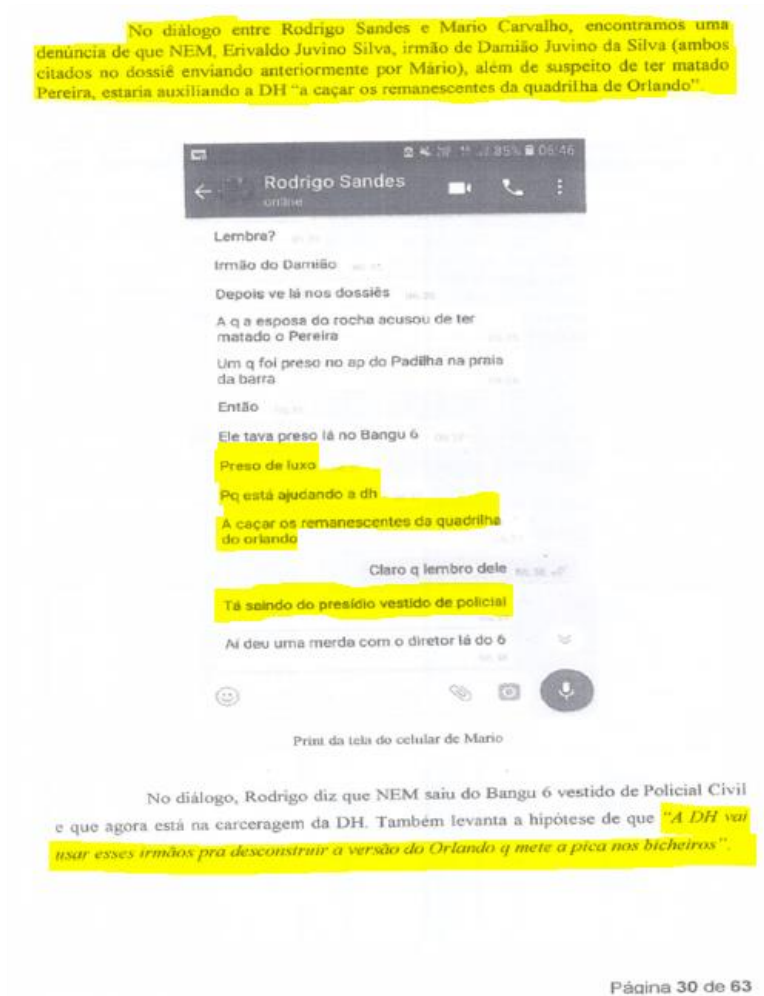 No diálogo entre Rodrigo Sandes e Mario Carvalho, encontramos uma
denúncia de que NEM, Erivaldo Juvino Silva, irmão de Damião Juvino da Silva (ambos
citados no dossiê enviando anteriormente por Mário), além de suspeito de ter matado
Pereira, estaria auxiliando a DH “a caçar os remanescentes da quadrilha de Orlando”.
85% 06:46
Rodrigo Sandes
online
Lembra?
Irmão do Damião
Depois ve lá nos dossiês
A q a esposa do rocha acusou de ter
matado o Pereira
Um q foi preso no ap do Padilha na praia
da barra
Então
Ele tava preso lá no Bangu 6
Preso de luxo
Pq está ajudando a dh
A caçar os remanescentes da quadrilha
do orlando
Claro q lembro dele
Tá saindo do presídio vestido de policial
Aí deu uma merda com o diretor lá do 6
Print da tela do celular de Mario
No diálogo, Rodrigo diz que NEM saiu do Bangu 6 vestido de Policial Civil
e que agora está na carceragem da DH. Também levanta a hipótese de que “A DH vai
usar esses irmãos pra desconstruir a versão do Orlando q mete a pica nos bicheiros”.
Página 30 de 63